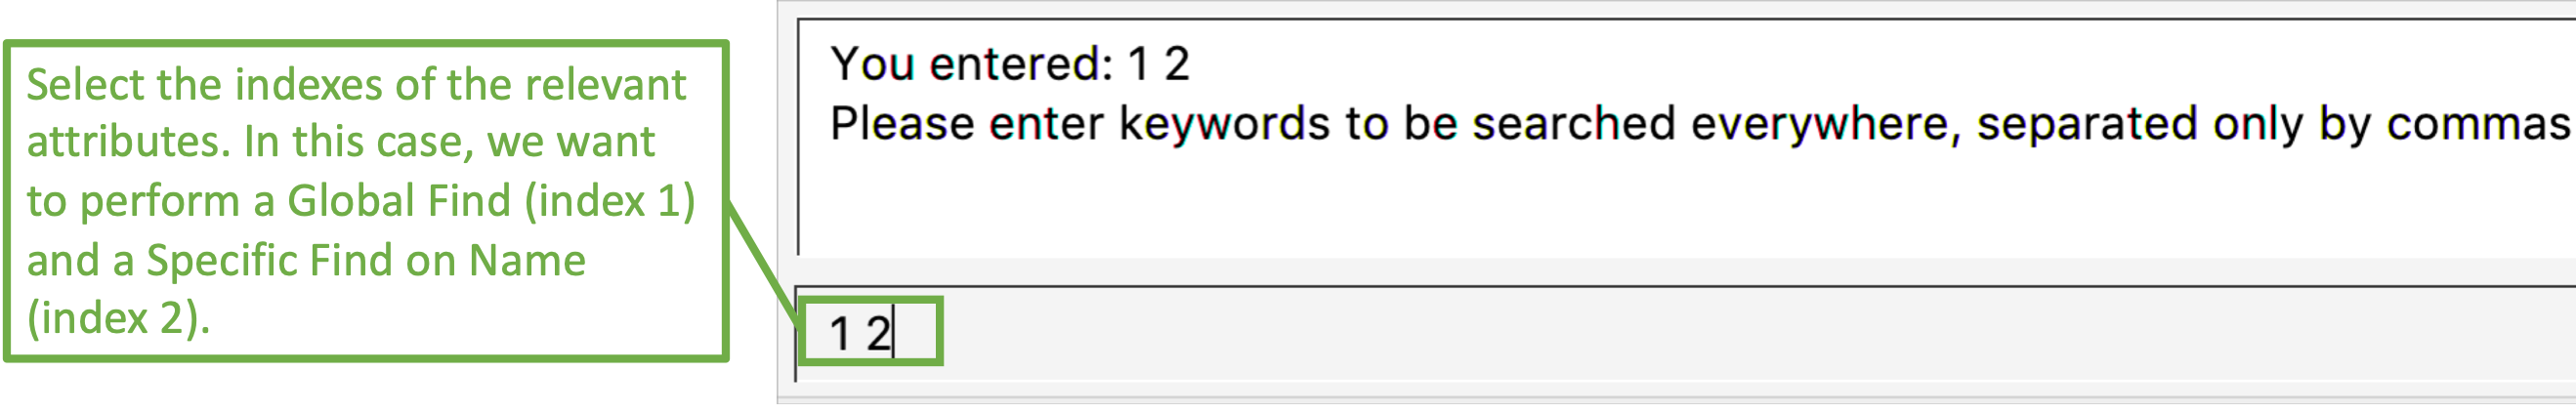 Select the indexes of the relevant
attributes. In this case, we want
to perform a Global Find (index 1)
and a Specific Find on Name
(index 2).
You entered: 1 2
Please enter keywords to be searched everywhere, separated only by commas
1 2